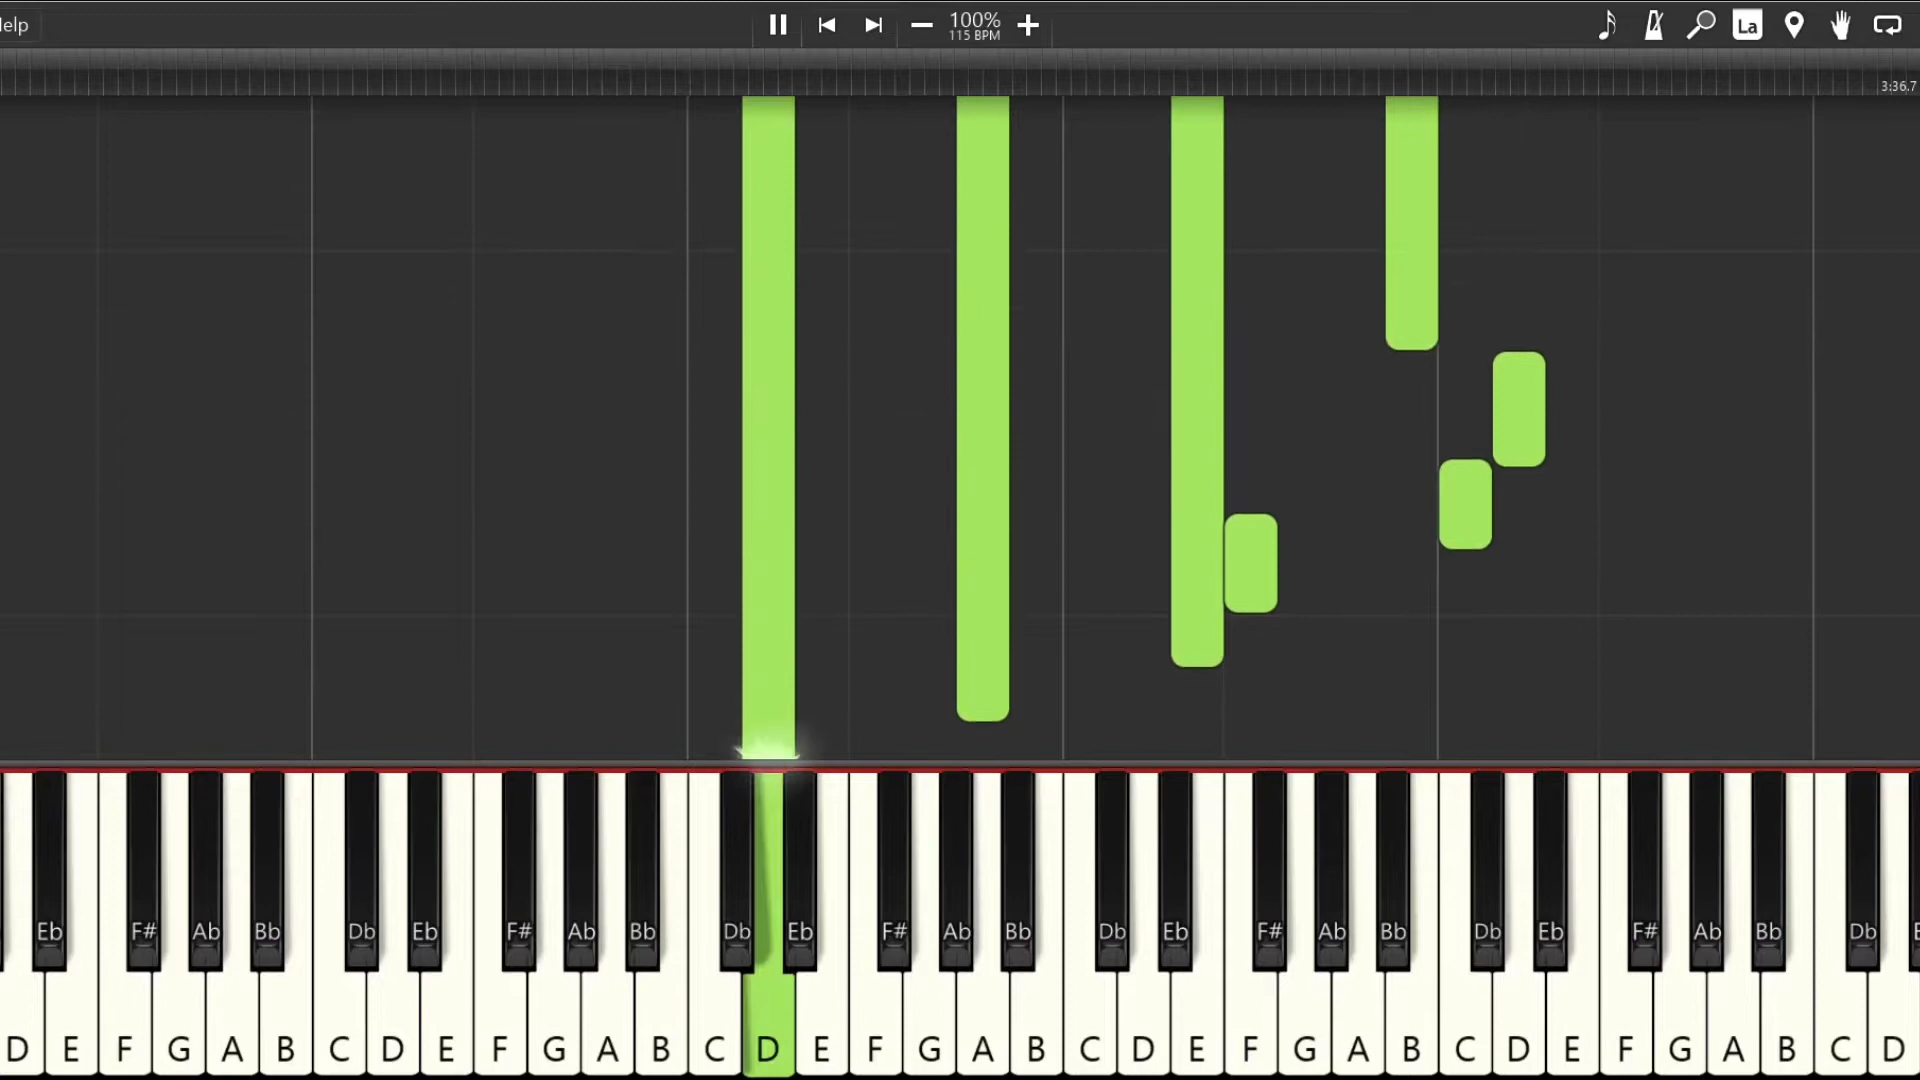 elp
100%
115 BPM
La
3:36.7
Eb F# Ab Bb Db Eb F# Ab Bb Db Eb F# Ab Bb Db Eb F# Ab Bb Db Eb F# Ab Bb Db E
D E F G A B C D E F G A B C D E F G A B C D E F G A B C D E F G A B C D